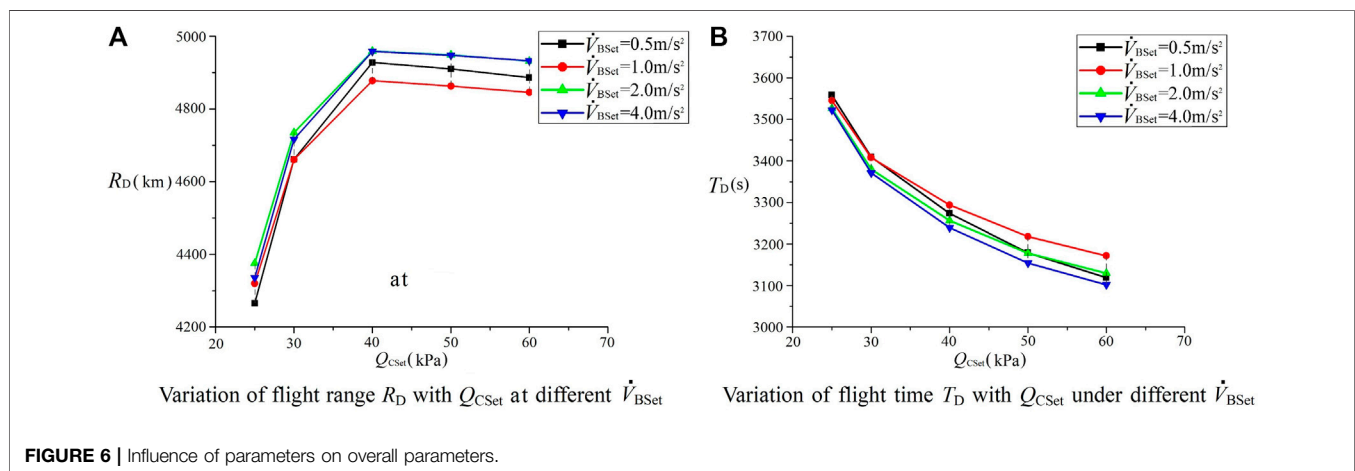 A
5000
4800
4600
4400
4200
R_D(km)
V̇_BSet=0.5m/s²
V̇_BSet=1.0m/s²
V̇_BSet=2.0m/s²
V̇_BSet=4.0m/s²
at
20 30 40 50 60 70
Q_CSet(kPa)
Variation of flight range R_D with Q_CSet at different V̇_BSet
B
3700
3600
3500
3400
3300
3200
3100
3000
T_D(s)
V̇_BSet=0.5m/s²
V̇_BSet=1.0m/s²
V̇_BSet=2.0m/s²
V̇_BSet=4.0m/s²
20 30 40 50 60 70
Q_CSet(kPa)
Variation of flight time T_D with Q_CSet under different V̇_BSet
FIGURE 6 | Influence of parameters on overall parameters.